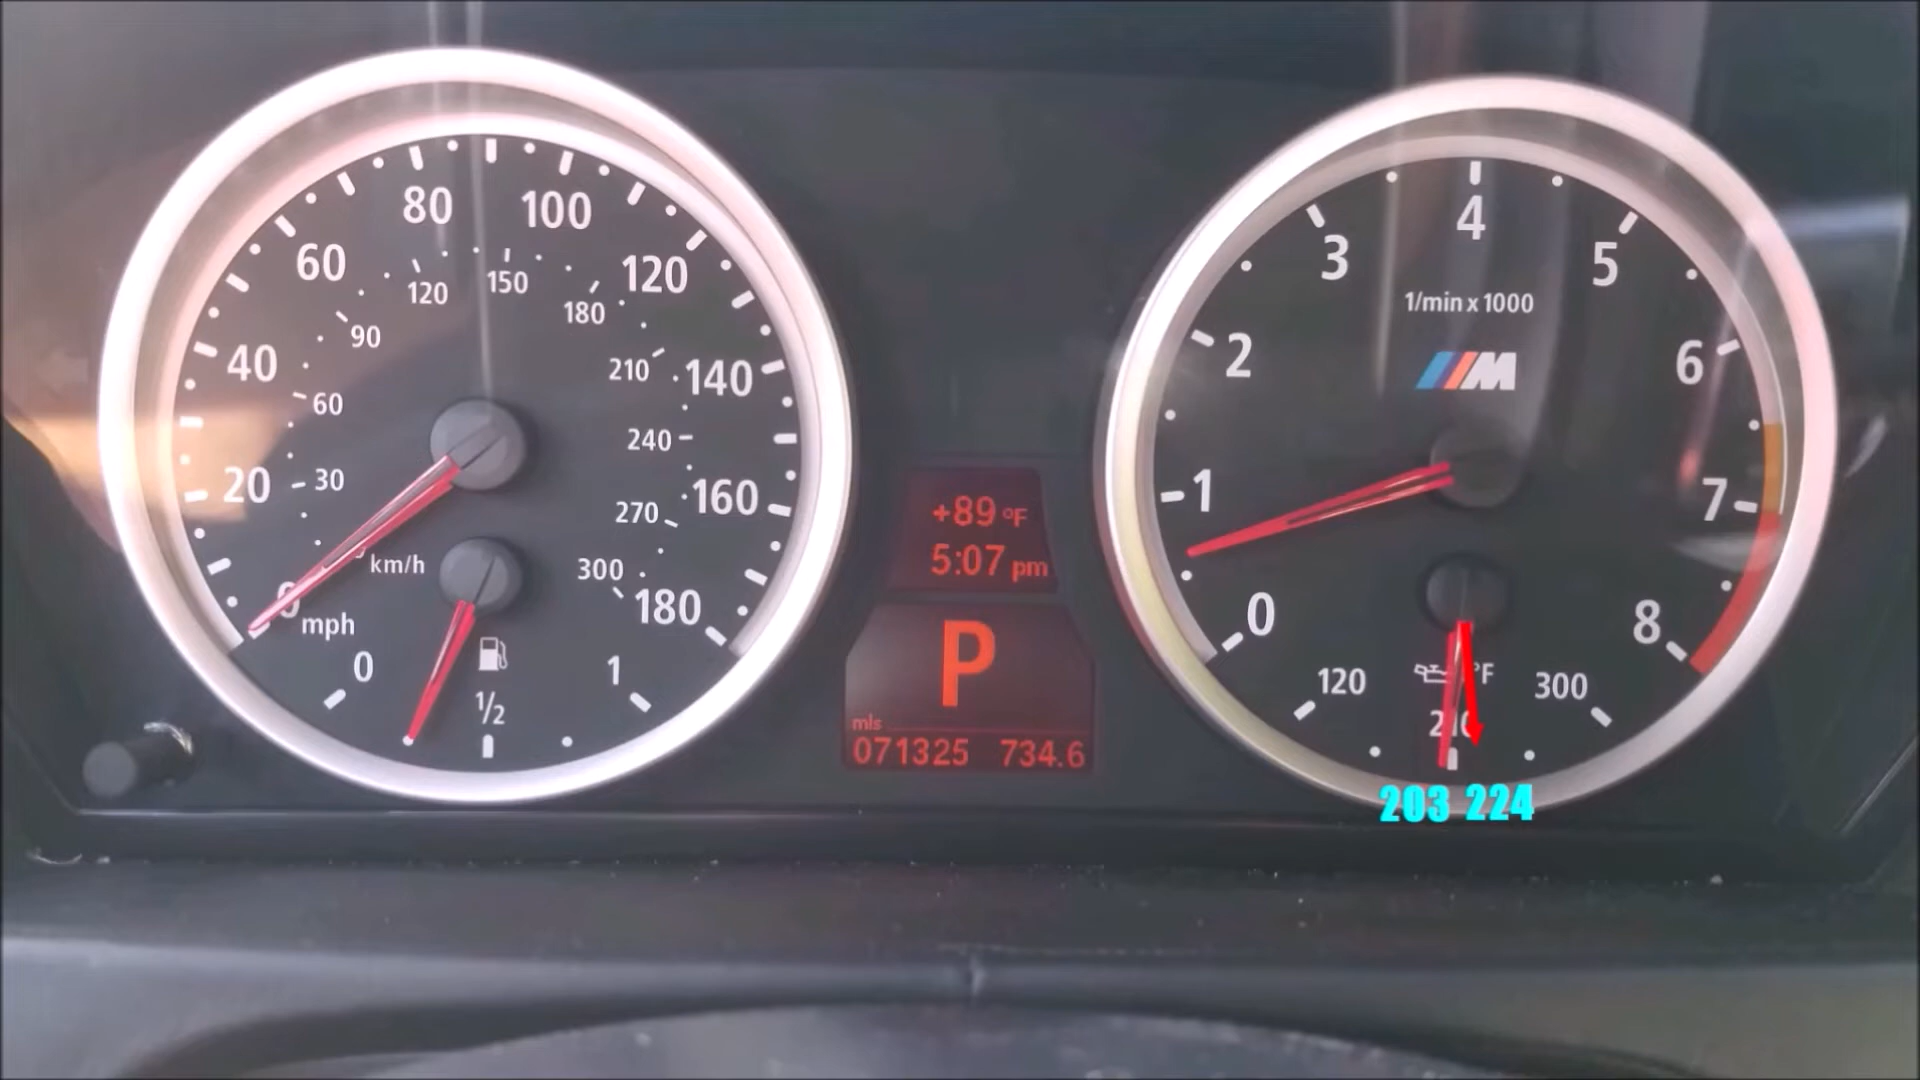 80 100
60 120
120 150 180
90
40 210 140
60
240
20 30 160
270
km/h 300
0 180
mph
0 1
1/2
+89 °F
5:07 pm
P
mls
071325 734.6
4
3 5
1/min x 1000
2 6
M
1 7
0 8
120 °F 300
210
203 224